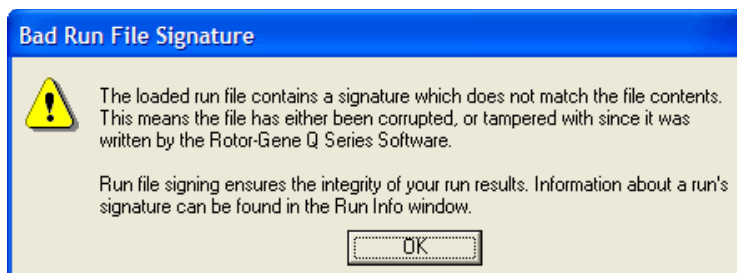 Bad Run File Signature
The loaded run file contains a signature which does not match the file contents.
This means the file has either been corrupted, or tampered with since it was
written by the Rotor-Gene Q Series Software.
Run file signing ensures the integrity of your run results. Information about a run's
signature can be found in the Run Info window.
OK